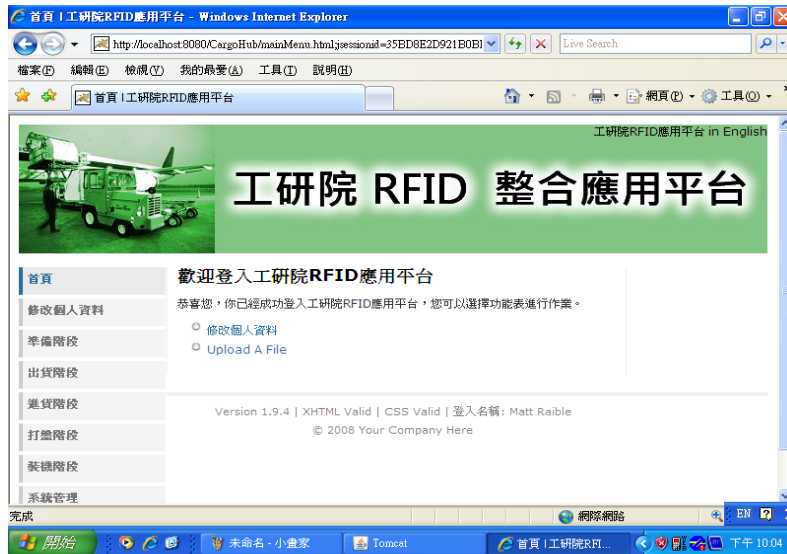 首頁 | 工研院RFID應用平台 - Windows Internet Explorer
http://localhost:8080/CargoHub/mainMenu.html;jsessionid=35BD8E2D921B0B1
Live Search
檔案(F) 編輯(E) 檢視(V) 我的最愛(A) 工具(T) 說明(H)
首頁 | 工研院RFID應用平台
網頁(P) 工具(O)
工研院RFID應用平台 in English
工研院 RFID 整合應用平台
首頁
修改個人資料
準備階段
出貨階段
進貨階段
打盤階段
裝機階段
系統管理
歡迎登入工研院RFID應用平台
恭喜您，你已經成功登入工研院RFID應用平台，您可以選擇功能表進行作業。
修改個人資料
Upload A File
Version 1.9.4 | XHTML Valid | CSS Valid | 登入名稱: Matt Raible
© 2008 Your Company Here
完成
網際網路
EN
開始
未命名 - 小畫家
Tomcat
首頁 | 工研院RFI...
下午 10:04